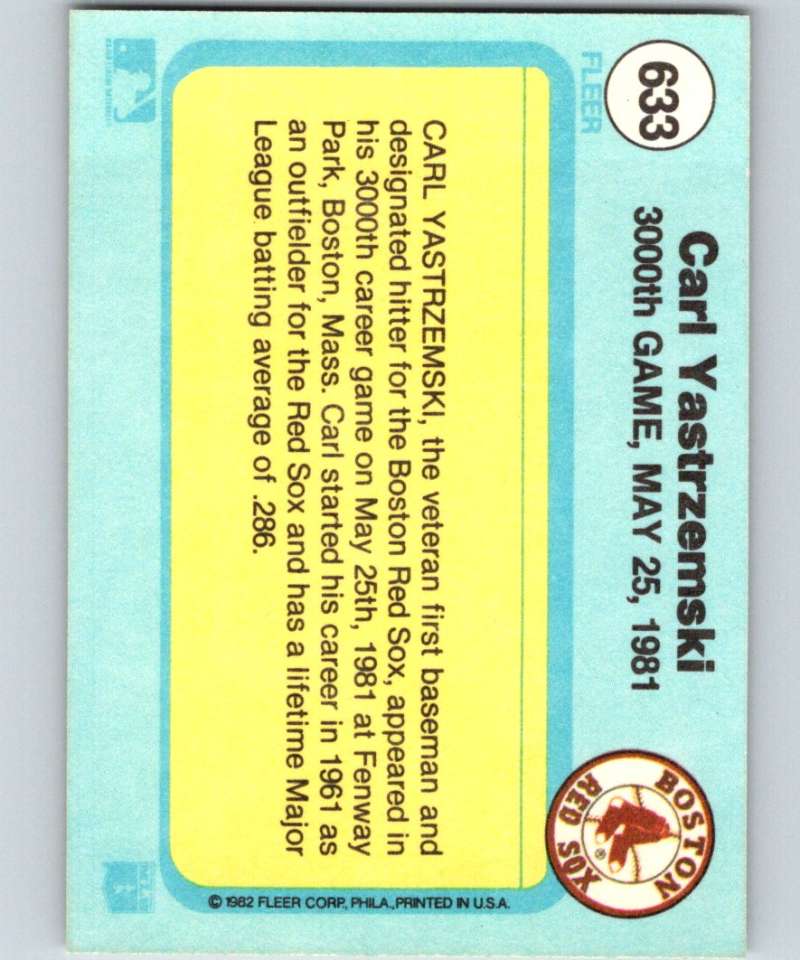 633
FLEER
Carl Yastrzemski
3000th GAME, MAY 25, 1981
BOSTON
RED SOX
®
CARL YASTRZEMSKI, the veteran first baseman and
designated hitter for the Boston Red Sox, appeared in
his 3000th career game on May 25th, 1981 at Fenway
Park, Boston, Mass. Carl started his career in 1961 as
an outfielder for the Red Sox and has a lifetime Major
League batting average of .286.
© 1982 FLEER CORP., PHILA., PRINTED IN U.S.A.